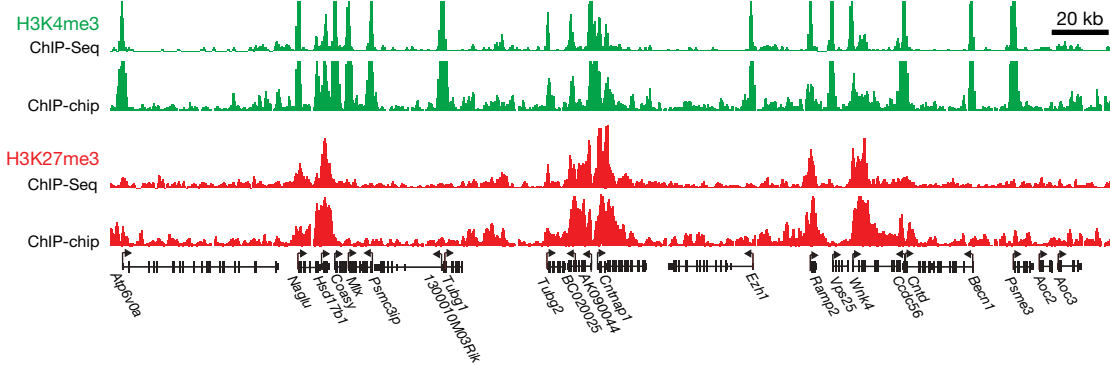 H3K4me3
ChIP-Seq
20 kb
ChIP-chip
H3K27me3
ChIP-Seq
ChIP-chip
Atp6v0a
Naglu
Hsd17b1
Coasy
Mlx
Psmc3ip
1300010M03Rik
Tubg1
Tubg2
BC020025
AK090044
Cntnap1
Ezh1
Ramp2
Vps25
Wnk4
Ccdc56
Cntd
Becn1
Psme3
Aoc2
Aoc3